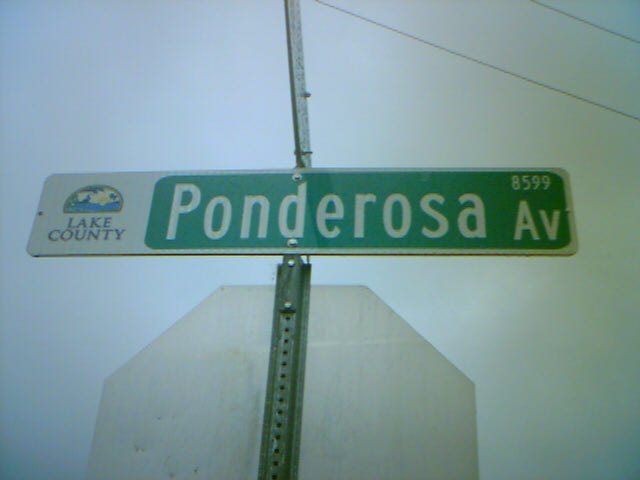 LAKE
COUNTY
Ponderosa Av
8599